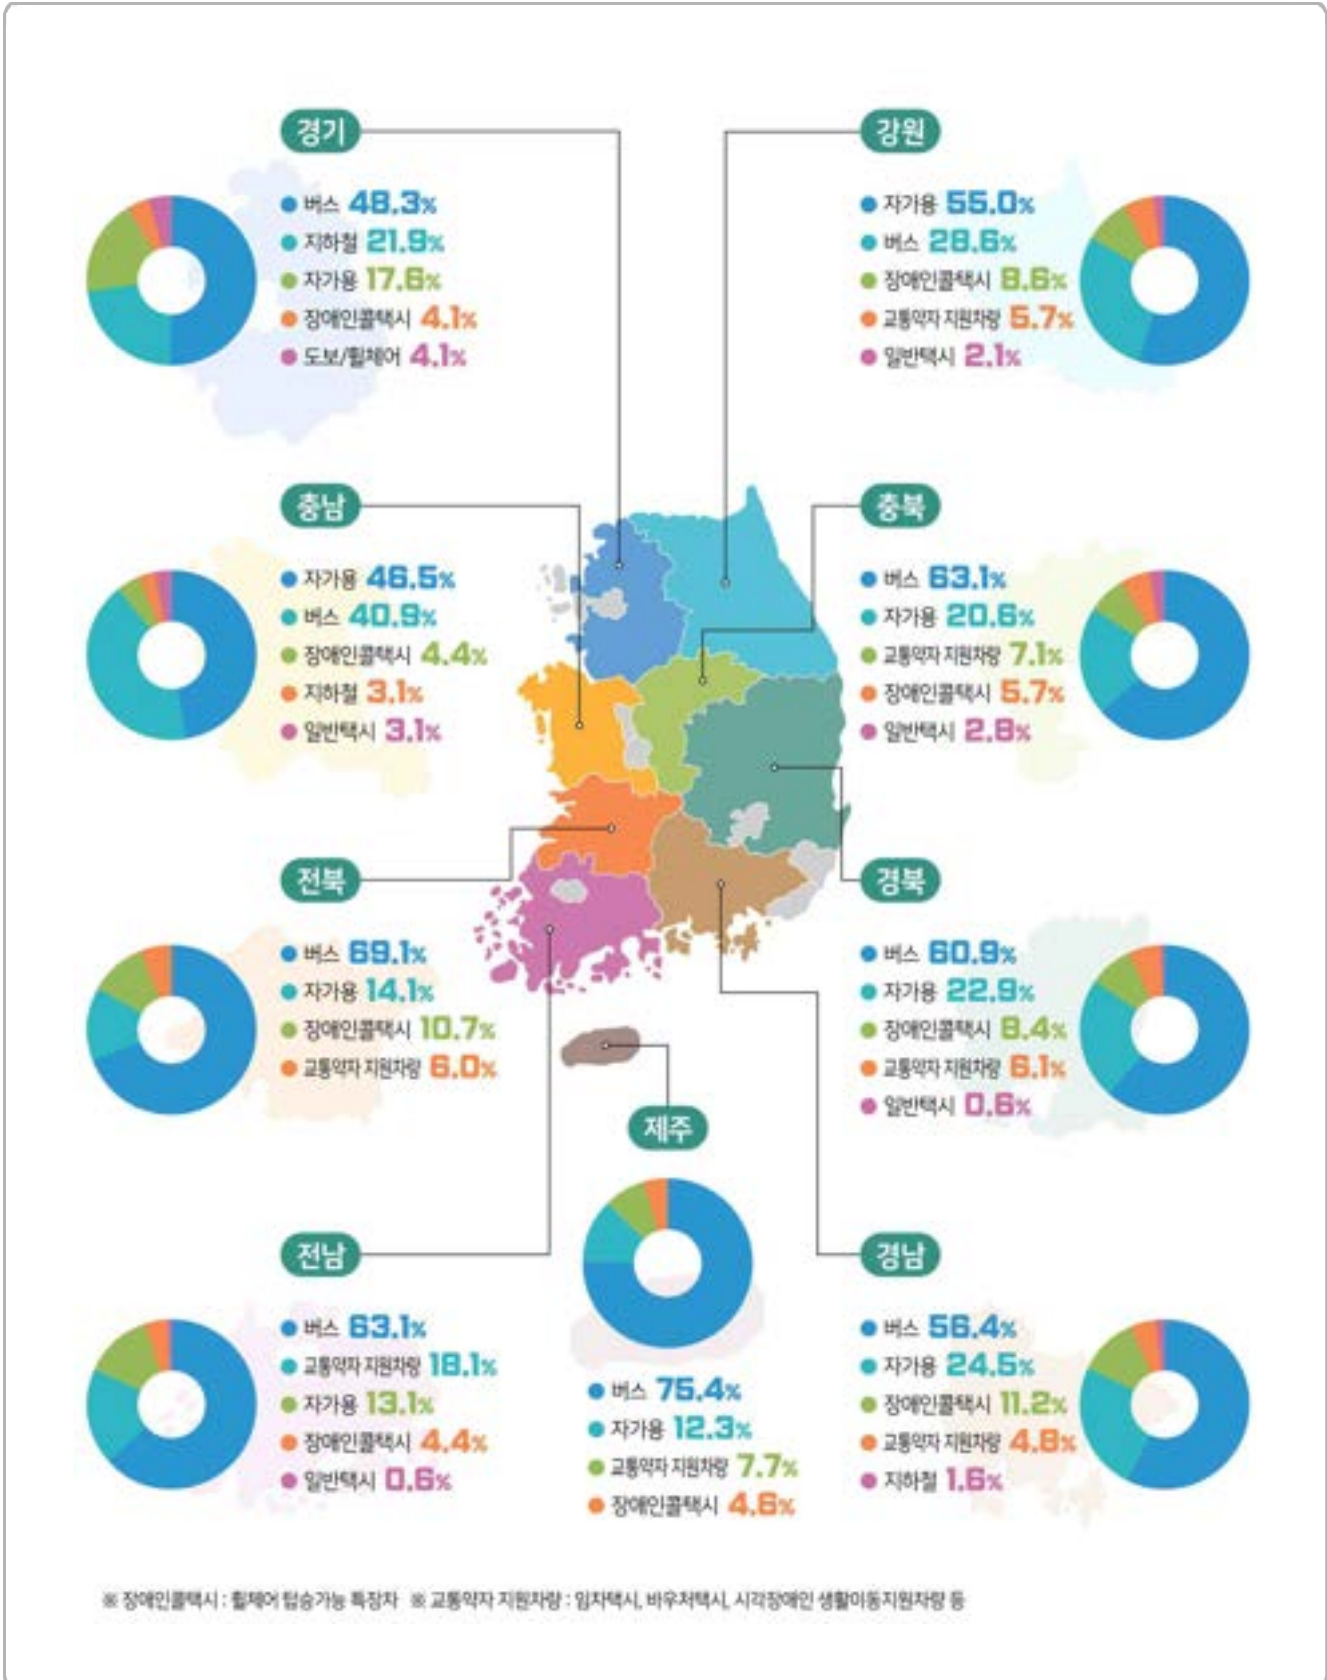 경기
버스 48.3%
지하철 21.9%
자가용 17.6%
장애인콜택시 4.1%
도보/휠체어 4.1%
강원
자가용 55.0%
버스 28.6%
장애인콜택시 8.6%
교통약자 지원차량 5.7%
일반택시 2.1%
충남
자가용 46.5%
버스 40.9%
장애인콜택시 4.4%
지하철 3.1%
일반택시 3.1%
충북
버스 63.1%
자가용 20.6%
교통약자 지원차량 7.1%
장애인콜택시 5.7%
일반택시 2.8%
전북
버스 69.1%
자가용 14.1%
장애인콜택시 10.7%
교통약자 지원차량 6.0%
경북
버스 60.9%
자가용 22.9%
장애인콜택시 8.4%
교통약자 지원차량 6.1%
일반택시 0.6%
제주
버스 75.4%
자가용 12.3%
교통약자 지원차량 7.7%
장애인콜택시 4.6%
전남
버스 63.1%
교통약자 지원차량 18.1%
자가용 13.1%
장애인콜택시 4.4%
일반택시 0.6%
경남
버스 56.4%
자가용 24.5%
장애인콜택시 11.2%
교통약자 지원차량 4.8%
지하철 1.6%
※ 장애인콜택시 : 휠체어 탑승가능 특장차 ※ 교통약자 지원차량 : 임차택시, 바우처택시, 시각장애인 생활이동지원차량 등